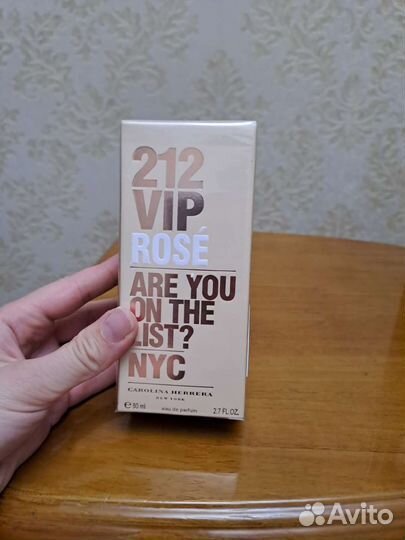 212
VIP
ROSÉ
ARE YOU
ON THE
LIST?
NYC
CAROLINA HERRERA
NEW YORK
℮ 80 ml eau de parfum 2.7 FL.OZ.
Avito